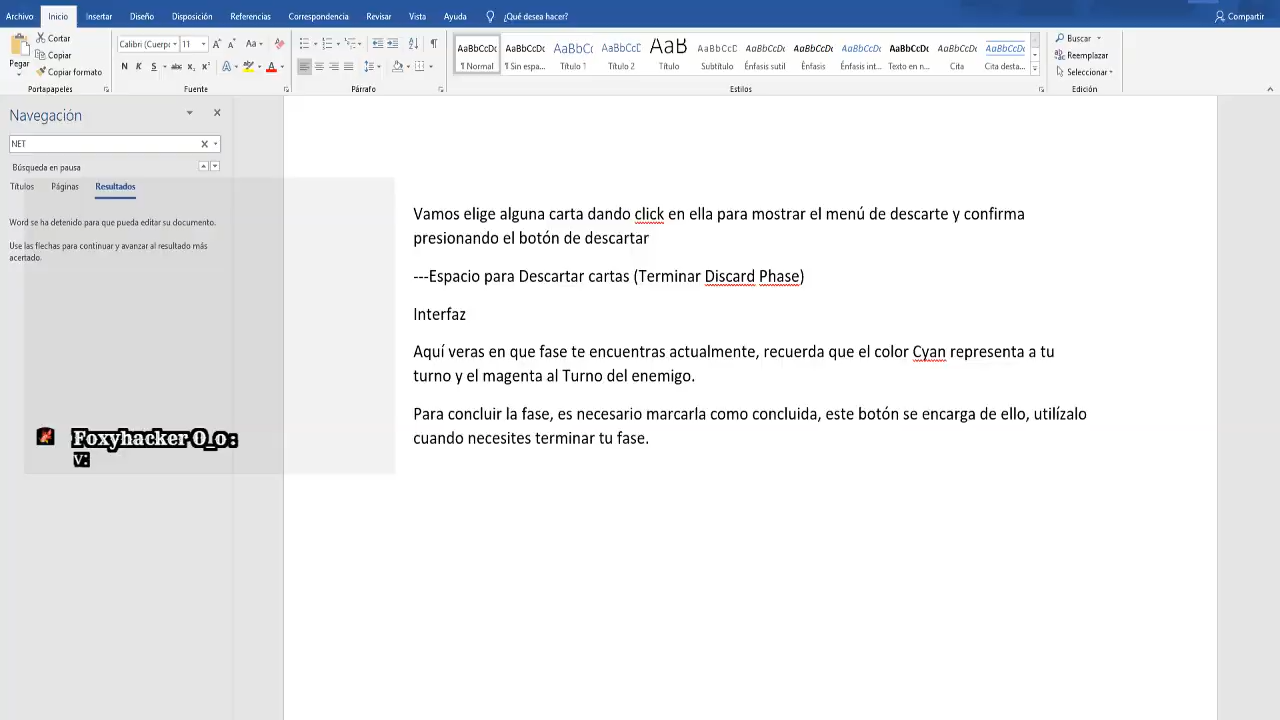 Archivo Inicio Insertar Diseño Disposición Referencias Correspondencia Revisar Vista Ayuda ¿Qué desea hacer? Compartir
Pegar
Cortar
Copiar
Copiar formato
Portapapeles
Calibri (Cuerp 11
Aa
N K S abc x₂ x²
Fuente
Párrafo
AaBbCcDc AaBbCcDc AaBbCc AaBbCcC AaB AaBbCcD AaBbCcDc AaBbCcDc AaBbCcDc AaBbCcDc AaBbCcDc AaBbCcDc
¶ Normal ¶ Sin espa... Título 1 Título 2 Título Subtítulo Énfasis sutil Énfasis Énfasis int... Texto en n... Cita Cita desta...
Estilos
Buscar
Reemplazar
Seleccionar
Edición
Navegación
NET
Búsqueda en pausa
Títulos Páginas Resultados
Word se ha detenido para que pueda editar su documento.
Use las flechas para continuar y avanzar al resultado más
acertado.
Foxyhacker O_o :
v:
Vamos elige alguna carta dando click en ella para mostrar el menú de descarte y confirma
presionando el botón de descartar
---Espacio para Descartar cartas (Terminar Discard Phase)
Interfaz
Aquí veras en que fase te encuentras actualmente, recuerda que el color Cyan representa a tu
turno y el magenta al Turno del enemigo.
Para concluir la fase, es necesario marcarla como concluida, este botón se encarga de ello, utilízalo
cuando necesites terminar tu fase.